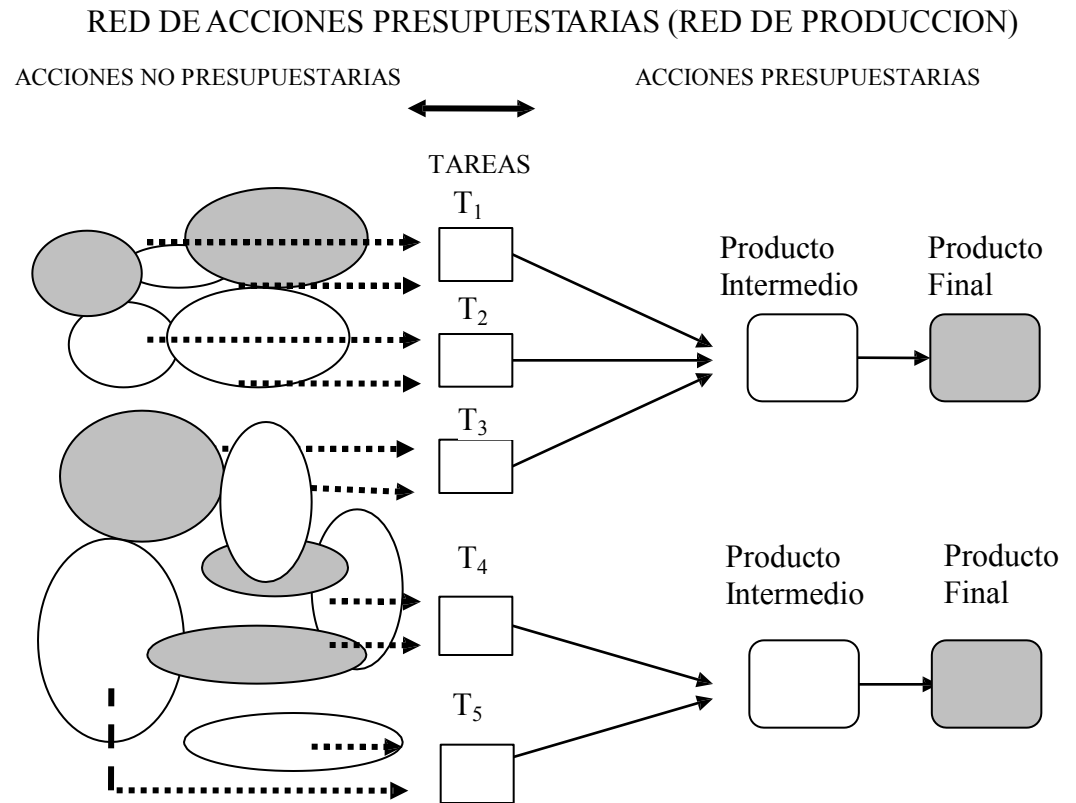 RED DE ACCIONES PRESUPUESTARIAS (RED DE PRODUCCION)
ACCIONES NO PRESUPUESTARIAS
ACCIONES PRESUPUESTARIAS
TAREAS
T1
Producto
Intermedio
Producto
Final
T2
T3
T4
Producto
Intermedio
Producto
Final
T5